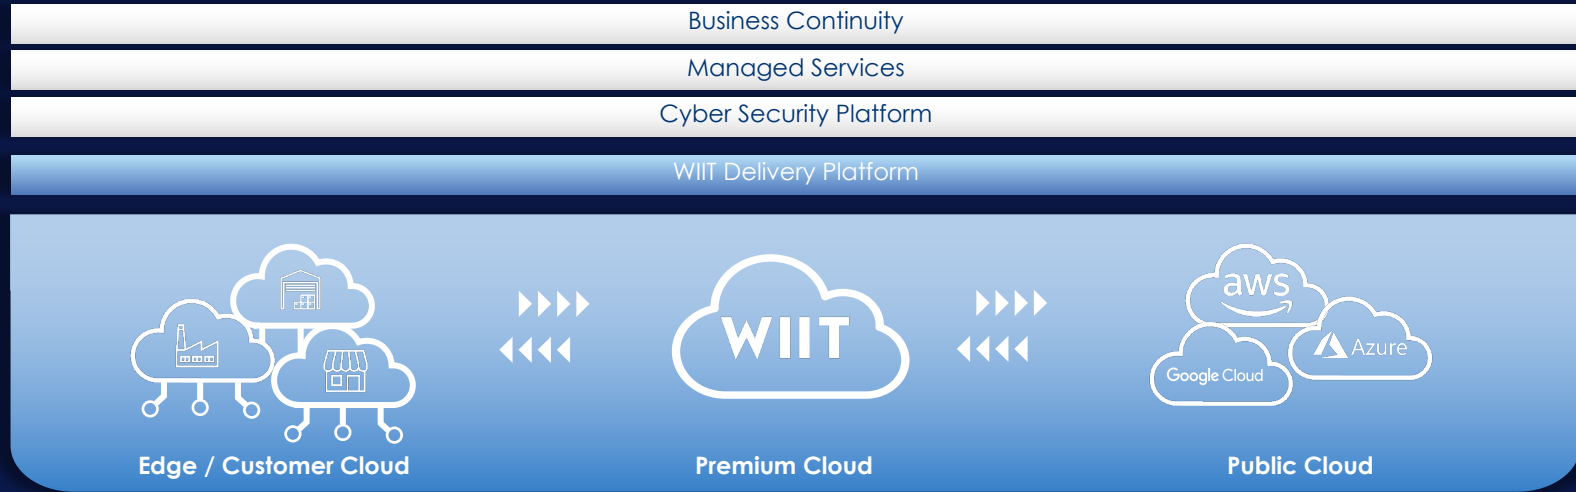 Business Continuity
Managed Services
Cyber Security Platform
WIIT Delivery Platform
WIIT
aws
Azure
Google Cloud
Edge / Customer Cloud
Premium Cloud
Public Cloud